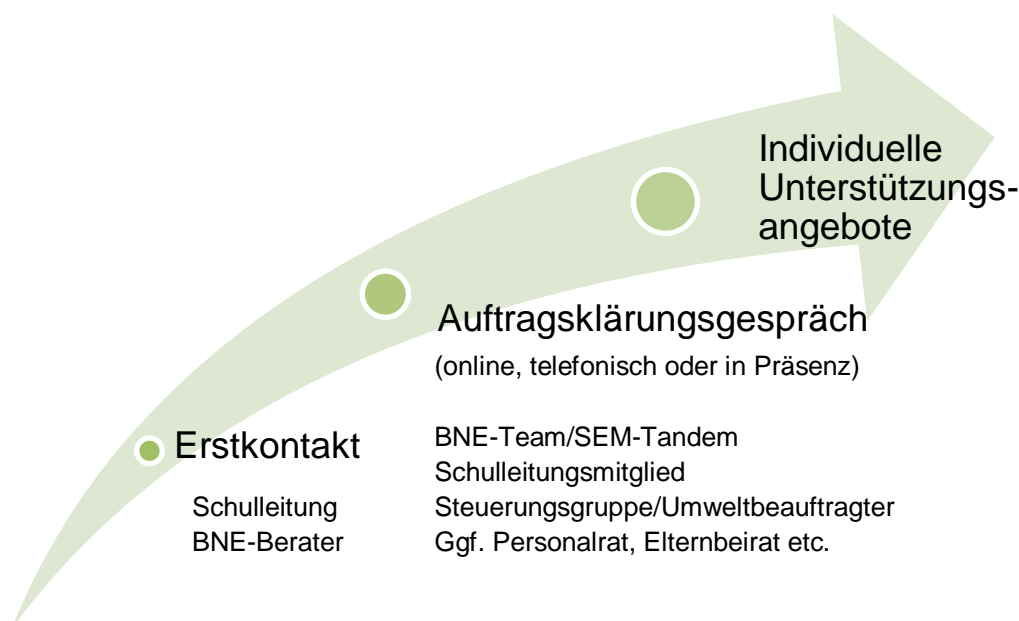 Individuelle
Unterstützungs-
angebote
Auftragsklärungsgespräch
(online, telefonisch oder in Präsenz)
BNE-Team/SEM-Tandem
Schulleitungsmitglied
Steuerungsgruppe/Umweltbeauftragter
Ggf. Personalrat, Elternbeirat etc.
Erstkontakt
Schulleitung
BNE-Berater